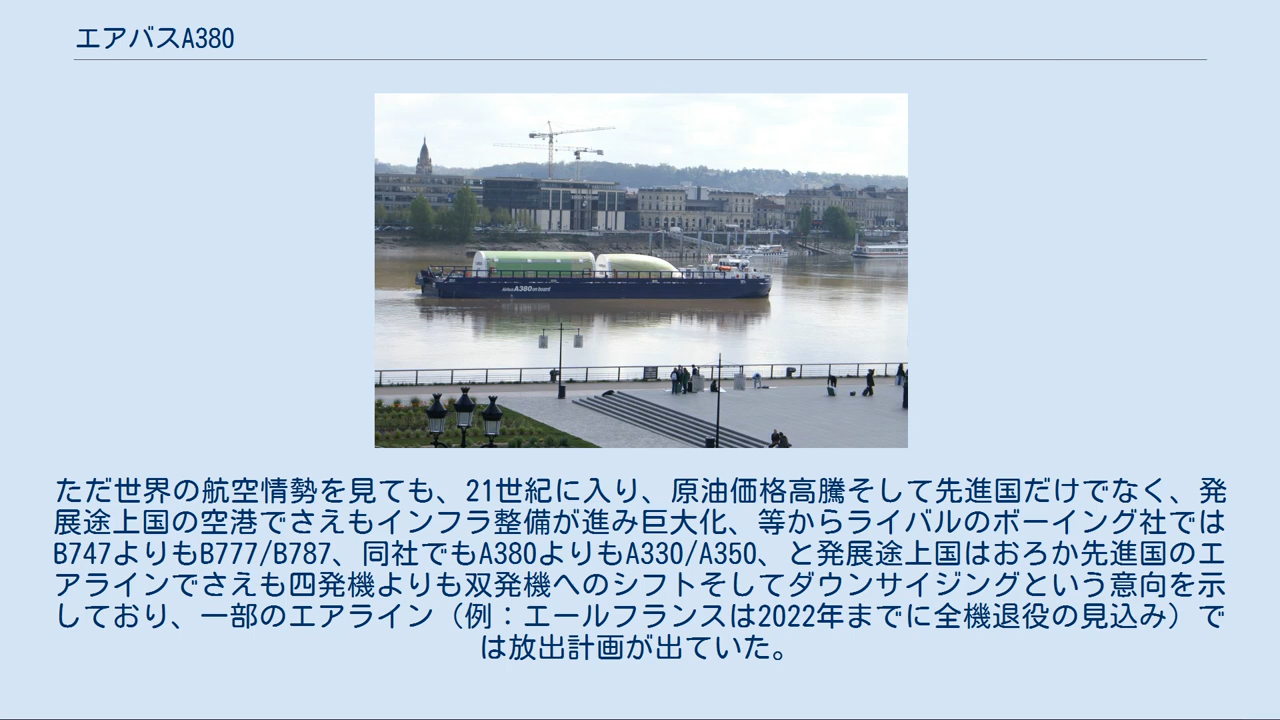 エアバスA380
A380 on board
ただ世界の航空情勢を見ても、21世紀に入り、原油価格高騰そして先進国だけでなく、発
展途上国の空港でさえもインフラ整備が進み巨大化、等からライバルのボーイング社では
B747よりもB777/B787、同社でもA380よりもA330/A350、と発展途上国はおろか先進国のエ
アラインでさえも四発機よりも双発機へのシフトそしてダウンサイジングという意向を示
しており、一部のエアライン（例：エールフランスは2022年までに全機退役の見込み）で
は放出計画が出ていた。